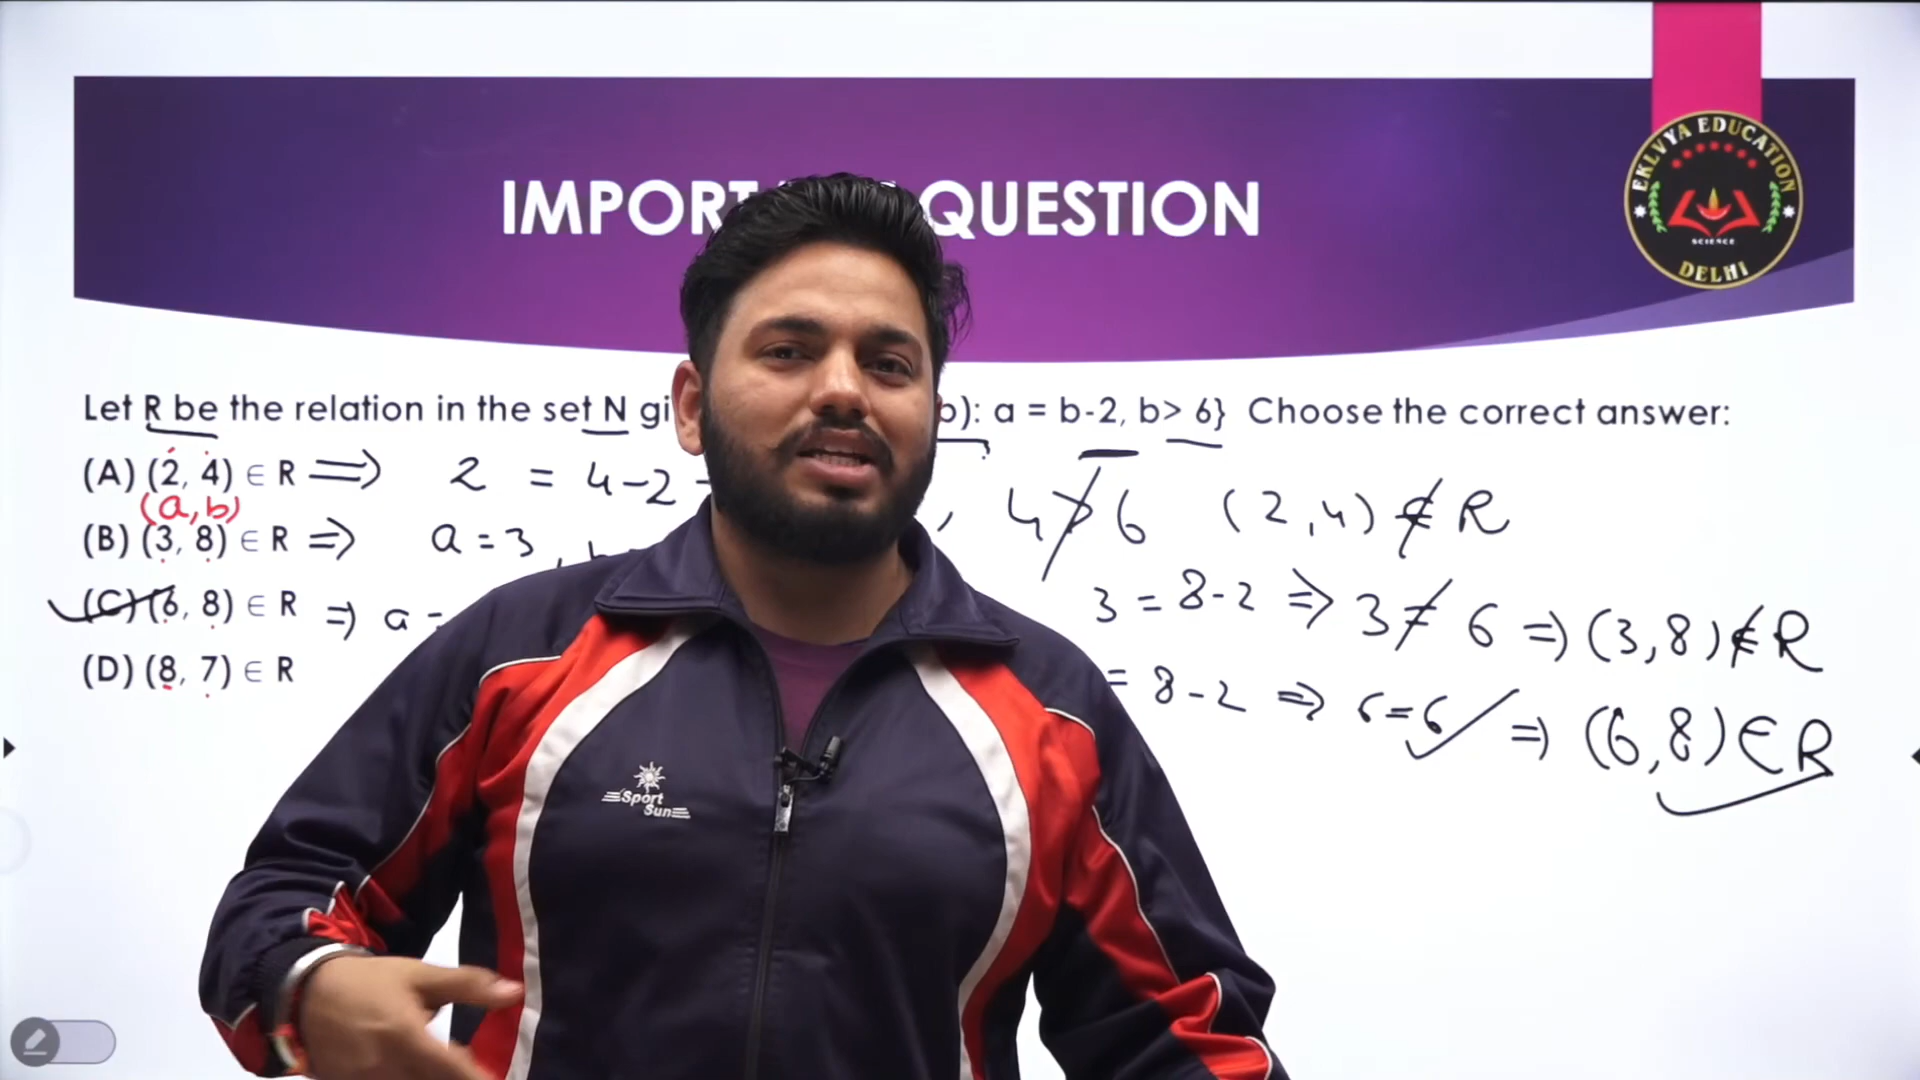 EKLVYA EDUCATION
SCIENCE
DELHI
IMPORT QUESTION
Let R be the relation in the set N gi b): a = b-2, b> 6} Choose the correct answer:
(A) (2, 4) ∈ R ⟹ 2 = 4-2 , 4 ≯ 6 (2,4) ∉ R
(a,b)
(B) (3, 8) ∈ R ⇒ a=3 , 3 = 8-2 ⇒ 3 ≠ 6 ⇒ (3,8) ∉ R
(C) (6, 8) ∈ R ⇒ a = = 8-2 ⇒ 6=6 ✓ ⇒ (6,8) ∈ R
(D) (8, 7) ∈ R
Sport
Sun